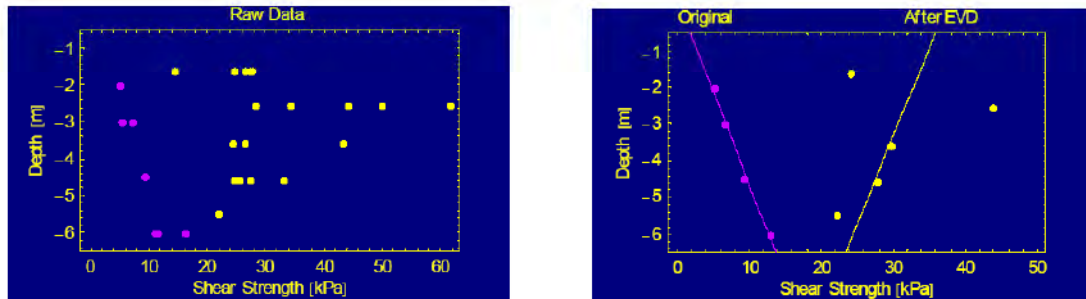 Raw Data
-1
-2
-3
-4
-5
-6
Depth [m]
0 10 20 30 40 50 60
Shear Strength [kPa]
Original After EVD
-1
-2
-3
-4
-5
-6
Depth [m]
0 10 20 30 40 50
Shear Strength [kPa]